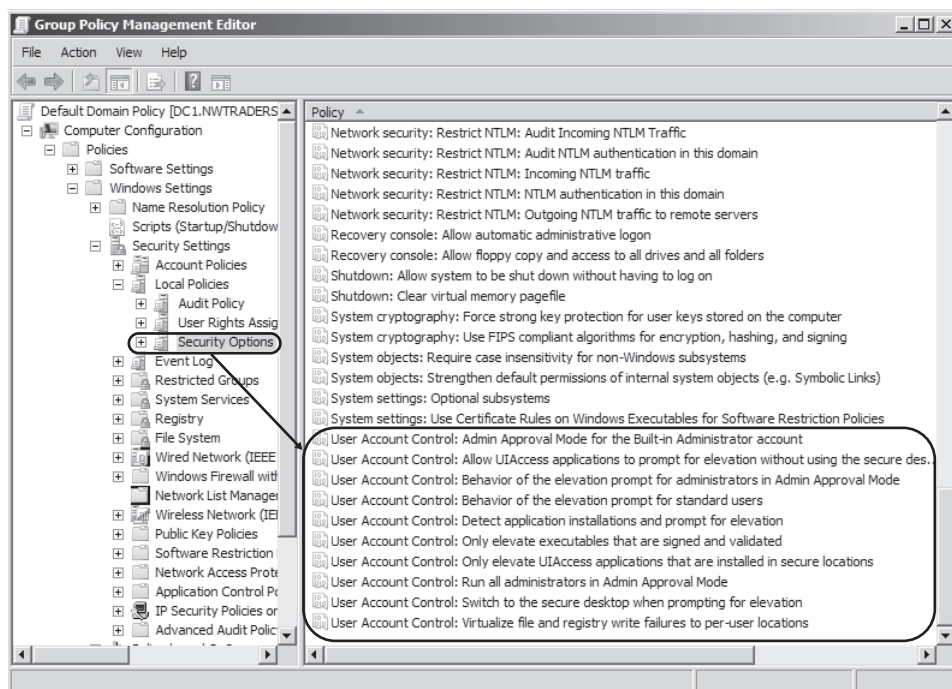 Group Policy Management Editor
File Action View Help
Default Domain Policy [DC1.NWTRADERS
Computer Configuration
Policies
Software Settings
Windows Settings
Name Resolution Policy
Scripts (Startup/Shutdow
Security Settings
Account Policies
Local Policies
Audit Policy
User Rights Assig
Security Options
Event Log
Restricted Groups
System Services
Registry
File System
Wired Network (IEEE
Windows Firewall with
Network List Manager
Wireless Network (IEE
Public Key Policies
Software Restriction
Network Access Prote
Application Control Po
IP Security Policies on
Advanced Audit Polic
Policy
Network security: Restrict NTLM: Audit Incoming NTLM Traffic
Network security: Restrict NTLM: Audit NTLM authentication in this domain
Network security: Restrict NTLM: Incoming NTLM traffic
Network security: Restrict NTLM: NTLM authentication in this domain
Network security: Restrict NTLM: Outgoing NTLM traffic to remote servers
Recovery console: Allow automatic administrative logon
Recovery console: Allow floppy copy and access to all drives and all folders
Shutdown: Allow system to be shut down without having to log on
Shutdown: Clear virtual memory pagefile
System cryptography: Force strong key protection for user keys stored on the computer
System cryptography: Use FIPS compliant algorithms for encryption, hashing, and signing
System objects: Require case insensitivity for non-Windows subsystems
System objects: Strengthen default permissions of internal system objects (e.g. Symbolic Links)
System settings: Optional subsystems
System settings: Use Certificate Rules on Windows Executables for Software Restriction Policies
User Account Control: Admin Approval Mode for the Built-in Administrator account
User Account Control: Allow UIAccess applications to prompt for elevation without using the secure des...
User Account Control: Behavior of the elevation prompt for administrators in Admin Approval Mode
User Account Control: Behavior of the elevation prompt for standard users
User Account Control: Detect application installations and prompt for elevation
User Account Control: Only elevate executables that are signed and validated
User Account Control: Only elevate UIAccess applications that are installed in secure locations
User Account Control: Run all administrators in Admin Approval Mode
User Account Control: Switch to the secure desktop when prompting for elevation
User Account Control: Virtualize file and registry write failures to per-user locations